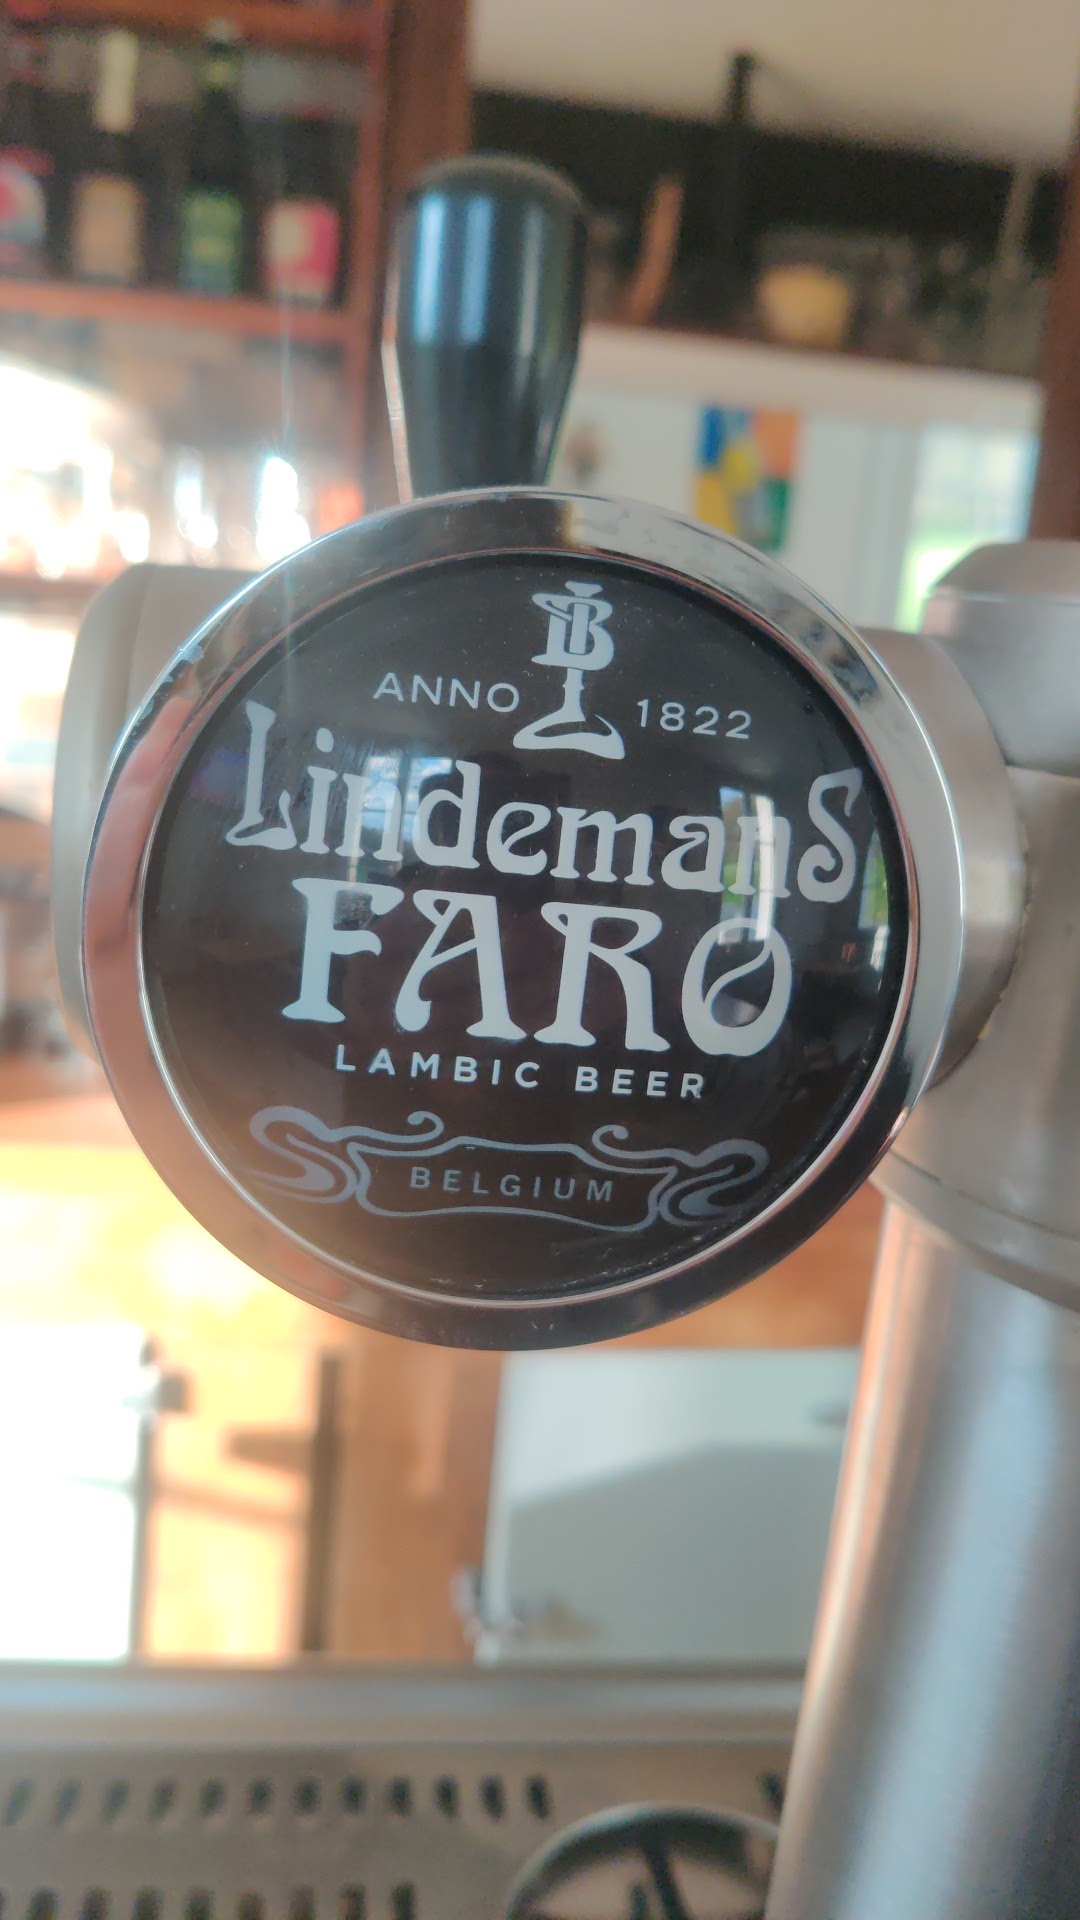 ANNO 1822
Lindemans
FARO
LAMBIC BEER
BELGIUM